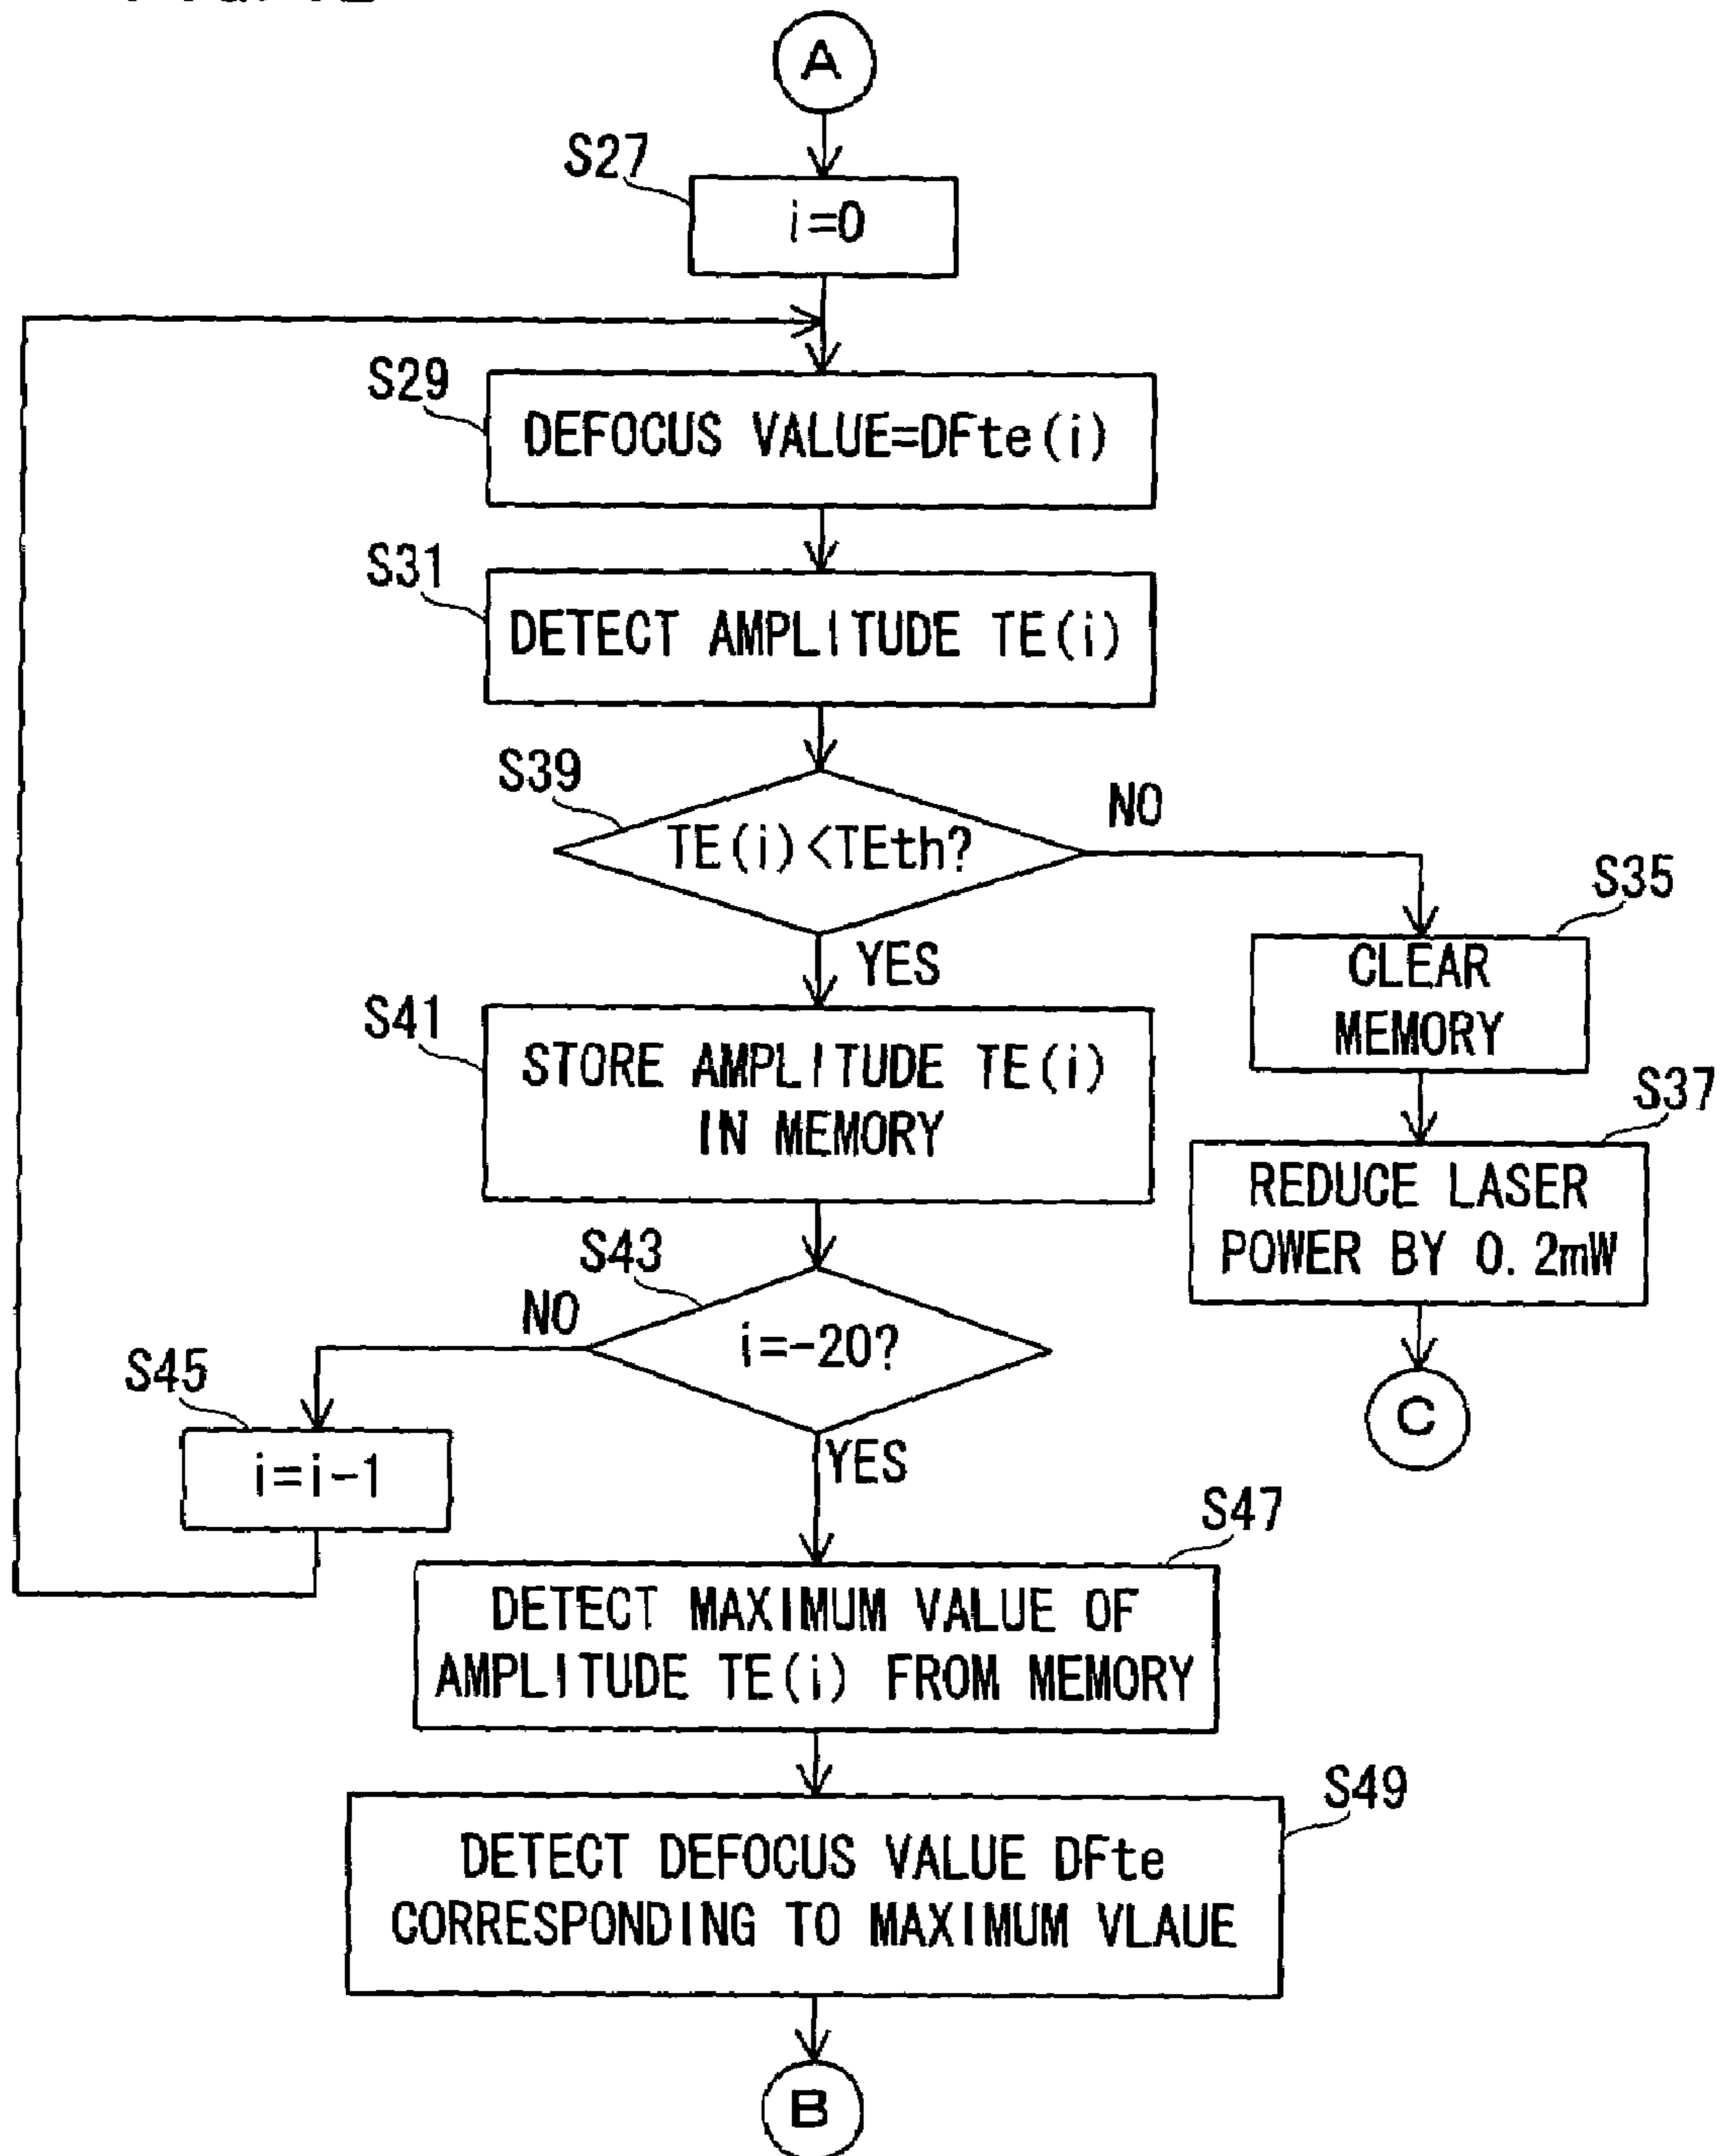 A
S27
i=0
S29
DEFOCUS VALUE=DFte(i)
S31
DETECT AMPLITUDE TE(i)
S39
TE(i)<TEth?
NO
YES
S35
CLEAR
MEMORY
S41
STORE AMPLITUDE TE(i)
IN MEMORY
S37
REDUCE LASER
POWER BY 0.2mW
C
S43
i=-20?
NO
YES
S45
i=i-1
S47
DETECT MAXIMUM VALUE OF
AMPLITUDE TE(i) FROM MEMORY
S49
DETECT DEFOCUS VALUE DFte
CORRESPONDING TO MAXIMUM VLAUE
B